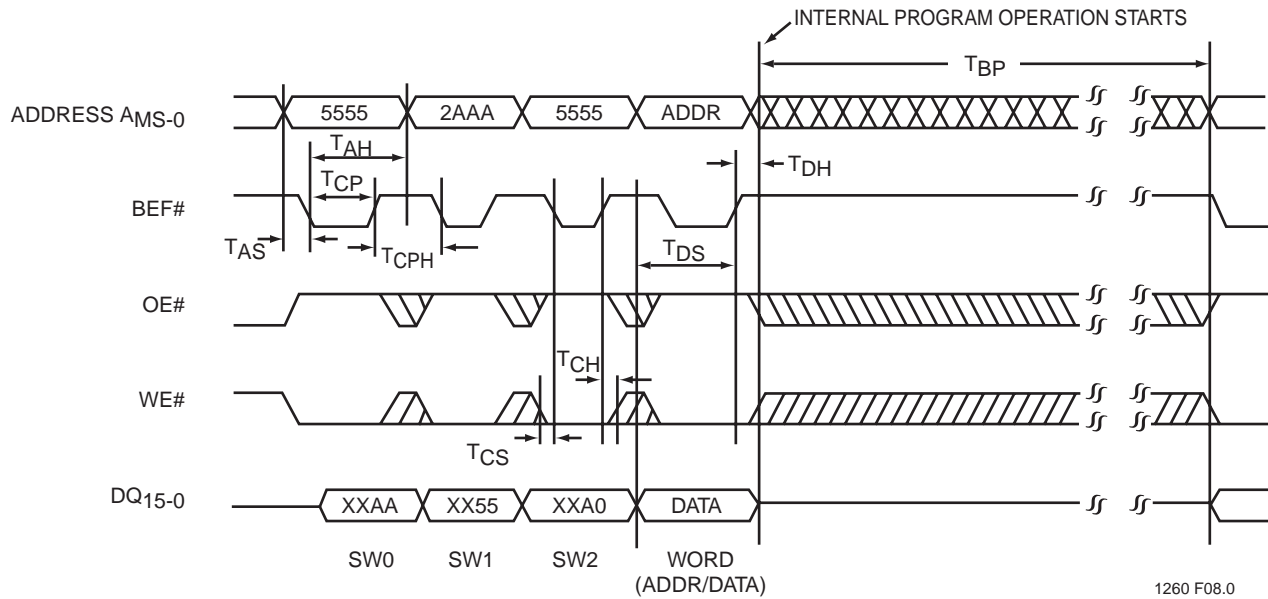 INTERNAL PROGRAM OPERATION STARTS
TBP
ADDRESS AMS-0
5555
2AAA
5555
ADDR
TAH
TDH
TCP
BEF#
TAS
TCPH
TDS
OE#
TCH
WE#
TCS
DQ15-0
XXAA
XX55
XXA0
DATA
SW0
SW1
SW2
WORD
(ADDR/DATA)
1260 F08.0